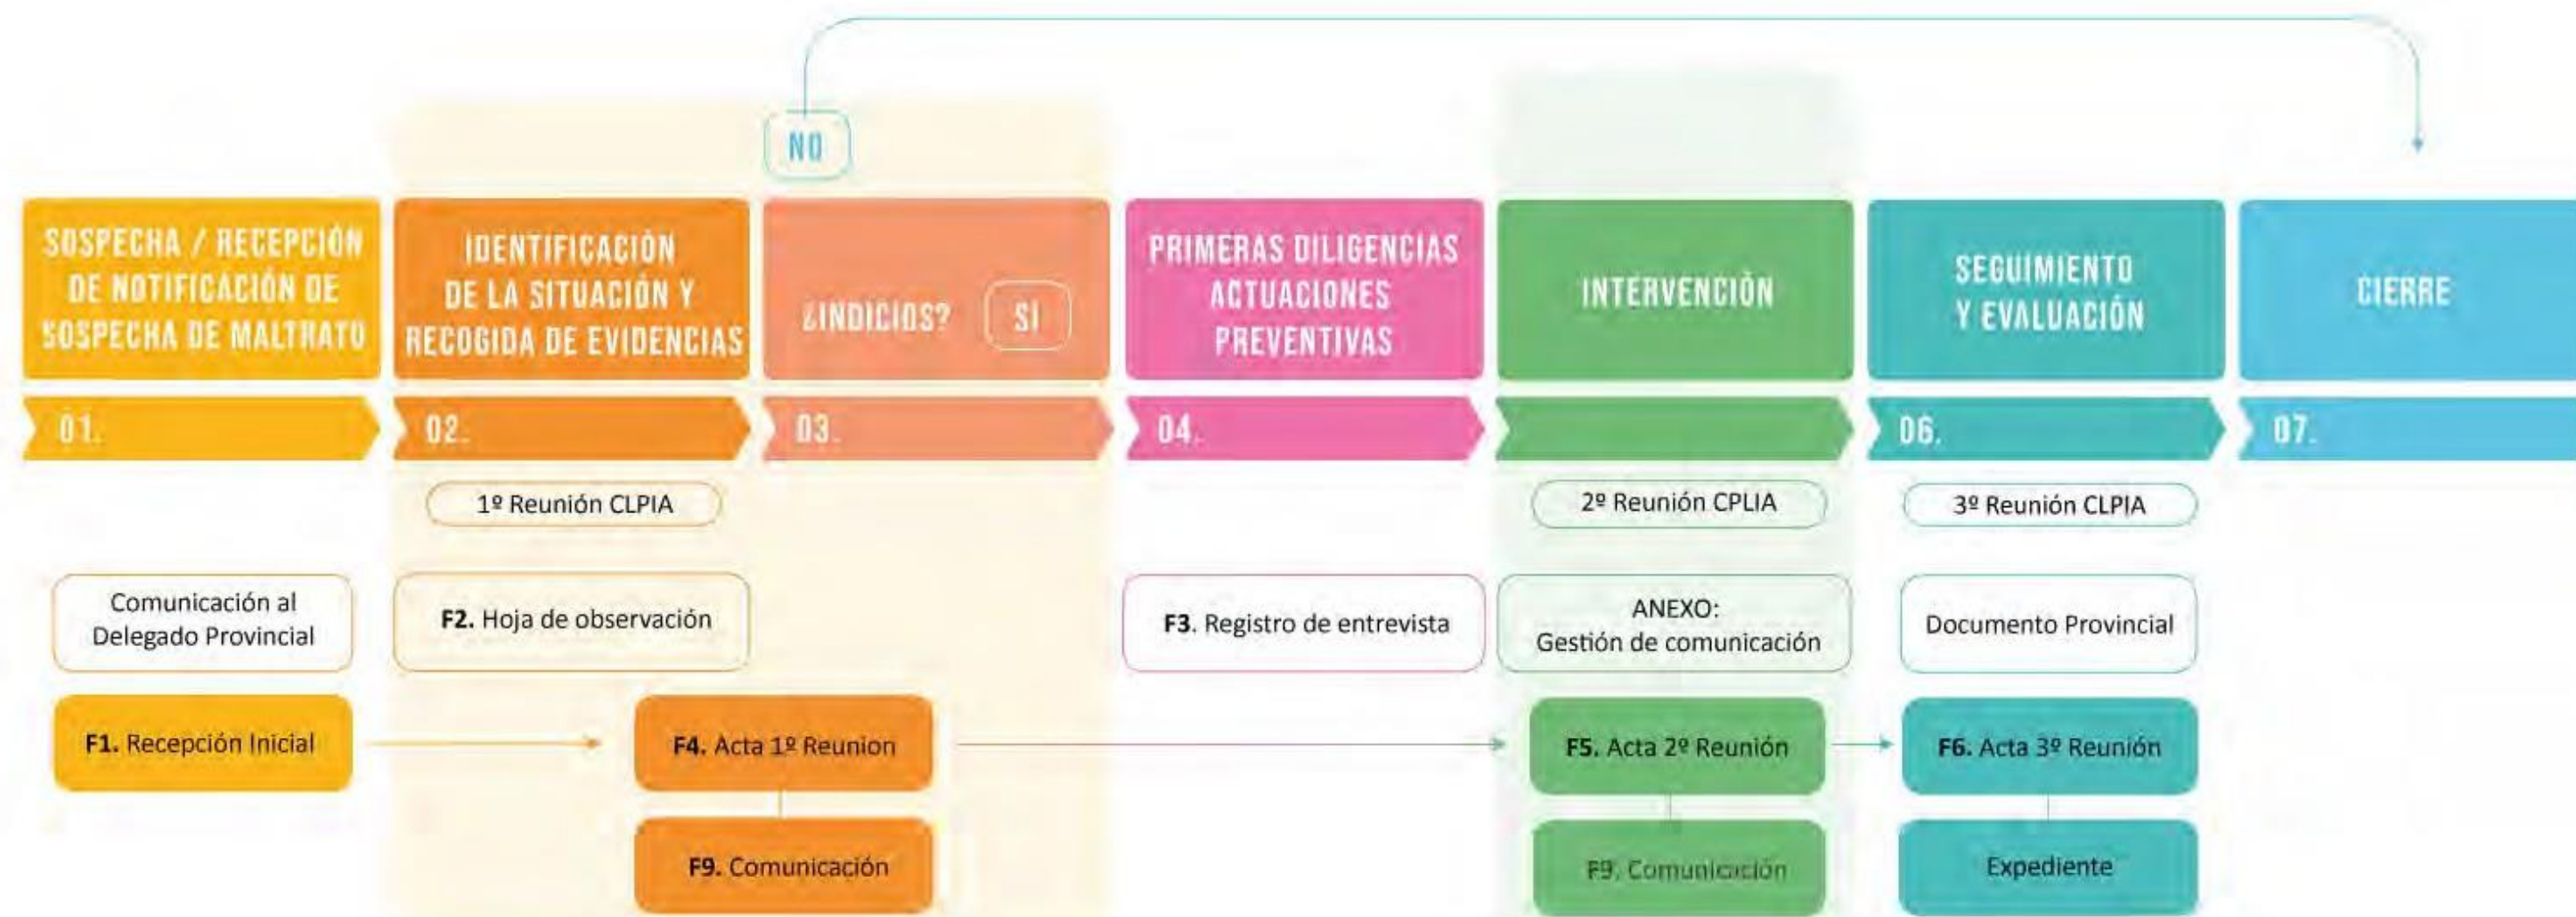 NO
SOSPECHA / RECEPCIÓN
DE NOTIFICACIÓN DE
SOSPECHA DE MALTRATO
IDENTIFICACIÓN
DE LA SITUACIÓN Y
RECOGIDA DE EVIDENCIAS
¿INDICIOS?
SI
PRIMERAS DILIGENCIAS
ACTUACIONES
PREVENTIVAS
INTERVENCIÓN
SEGUIMIENTO
Y EVALUACIÓN
CIERRE
01.
02.
03.
04.
06.
07.
1º Reunión CLPIA
2º Reunión CPLIA
3º Reunión CLPIA
Comunicación al
Delegado Provincial
F2. Hoja de observación
F3. Registro de entrevista
ANEXO:
Gestión de comunicación
Documento Provincial
F1. Recepción Inicial
F4. Acta 1º Reunion
F5. Acta 2º Reunión
F6. Acta 3º Reunión
F9. Comunicación
F9. Comunicación
Expediente